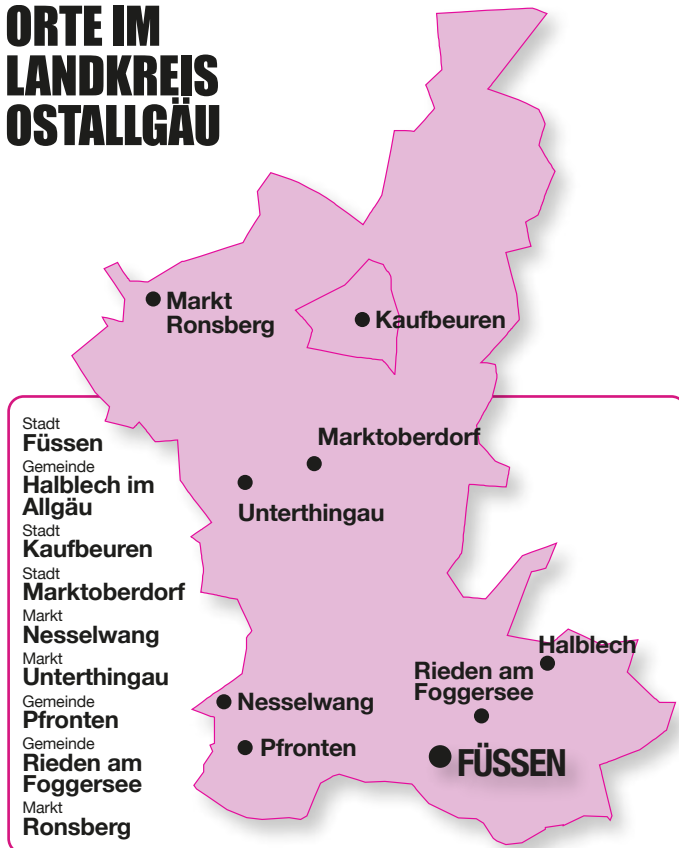 ORTE IM
LANDKREIS
OSTALLGÄU
Markt
Ronsberg
Kaufbeuren
Marktoberdorf
Unterthingau
Halblech
Rieden am
Foggersee
Nesselwang
Pfronten
FÜSSEN
Stadt
Füssen
Gemeinde
Halblech im
Allgäu
Stadt
Kaufbeuren
Stadt
Marktoberdorf
Markt
Nesselwang
Markt
Unterthingau
Gemeinde
Pfronten
Gemeinde
Rieden am
Foggersee
Markt
Ronsberg